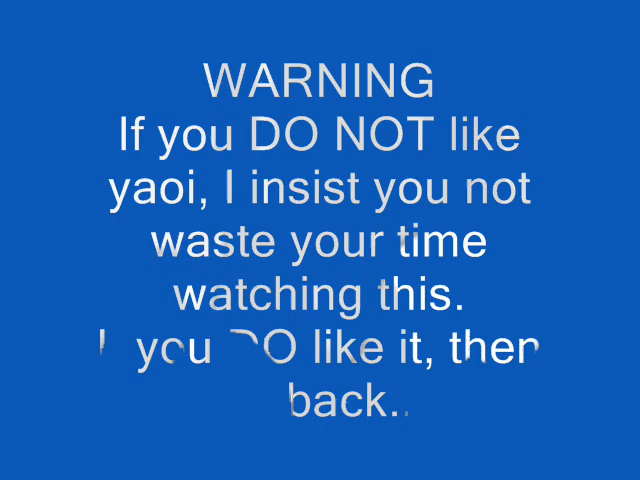 WARNING
If you DO NOT like
yaoi, I insist you not
waste your time
watching this.
you DO like it, then
back..